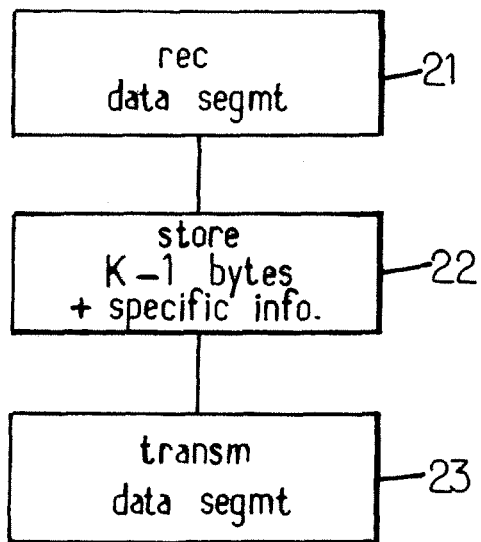 rec
data segmt
21
store
K-1 bytes
+ specific info.
22
transm
data segmt
23